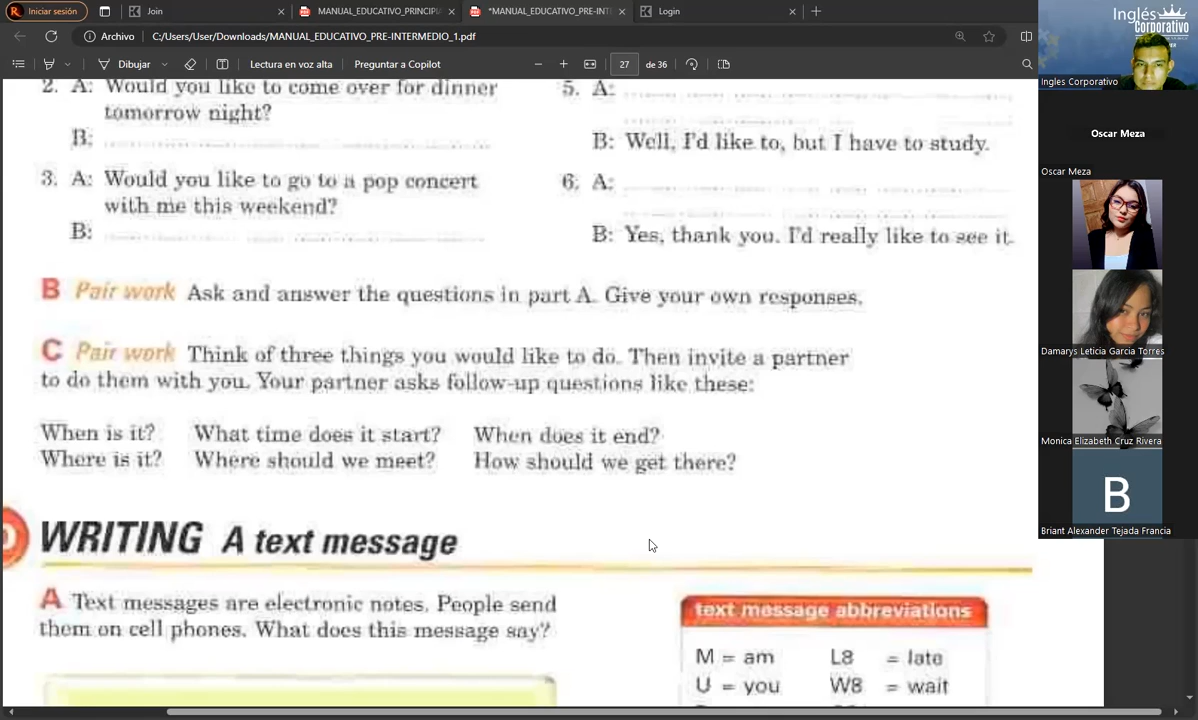 Iniciar sesión
Join
MANUAL_EDUCATIVO_PRINCIPI
*MANUAL_EDUCATIVO_PRE-INTE
Login
Archivo
C:/Users/User/Downloads/MANUAL_EDUCATIVO_PRE-INTERMEDIO_1.pdf
Dibujar
Lectura en voz alta
Preguntar a Copilot
27
de 36
2. A: Would you like to come over for dinner
tomorrow night?
B:
3. A: Would you like to go to a pop concert
with me this weekend?
B:
5. A:
B: Well, I'd like to, but I have to study.
6. A:
B: Yes, thank you. I'd really like to see it.
B Pair work Ask and answer the questions in part A. Give your own responses.
C Pair work Think of three things you would like to do. Then invite a partner
to do them with you. Your partner asks follow-up questions like these:
When is it? What time does it start? When does it end?
Where is it? Where should we meet? How should we get there?
WRITING A text message
A Text messages are electronic notes. People send
them on cell phones. What does this message say?
text message abbreviations
M = am L8 = late
U = you W8 = wait
Inglés
Corporativo
Ingles Corporativo
Oscar Meza
Oscar Meza
Damarys Leticia Garcia Torres
Monica Elizabeth Cruz Rivera
B
Briant Alexander Tejada Francia